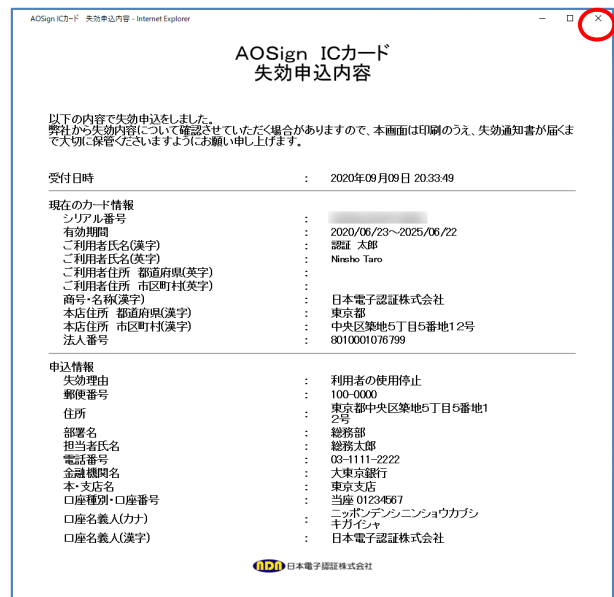 AOSign ICカード 失効申込内容 - Internet Explorer
AOSign ICカード
失効申込内容
以下の内容で失効申込をしました。
弊社から失効内容について確認させていただく場合がありますので、本画面は印刷のうえ、失効通知書が届くま
で大切に保管くださいますようにお願い申し上げます。
受付日時 : 2020年09月09日 20:33:49
現在のカード情報
シリアル番号 :
有効期間 : 2020/06/23～2025/06/22
ご利用者氏名(漢字) : 認証 太郎
ご利用者氏名(英字) : Ninsho Taro
ご利用者住所 都道府県(英字) :
ご利用者住所 市区町村(英字) :
商号・名称(漢字) : 日本電子認証株式会社
本店住所 都道府県(漢字) : 東京都
本店住所 市区町村(漢字) : 中央区築地5丁目5番地12号
法人番号 : 8010001076799
申込情報
失効理由 : 利用者の使用停止
郵便番号 : 100-0000
住所 : 東京都中央区築地5丁目5番地1
2号
部署名 : 総務部
担当者氏名 : 総務太郎
電話番号 : 03-1111-2222
金融機関名 : 大東京銀行
本・支店名 : 東京支店
口座種別・口座番号 : 当座 01234567
口座名義人(カナ) : ニッポンデンシニンショウカブシ
キガイシャ
口座名義人(漢字) : 日本電子認証株式会社
NDN 日本電子認証株式会社